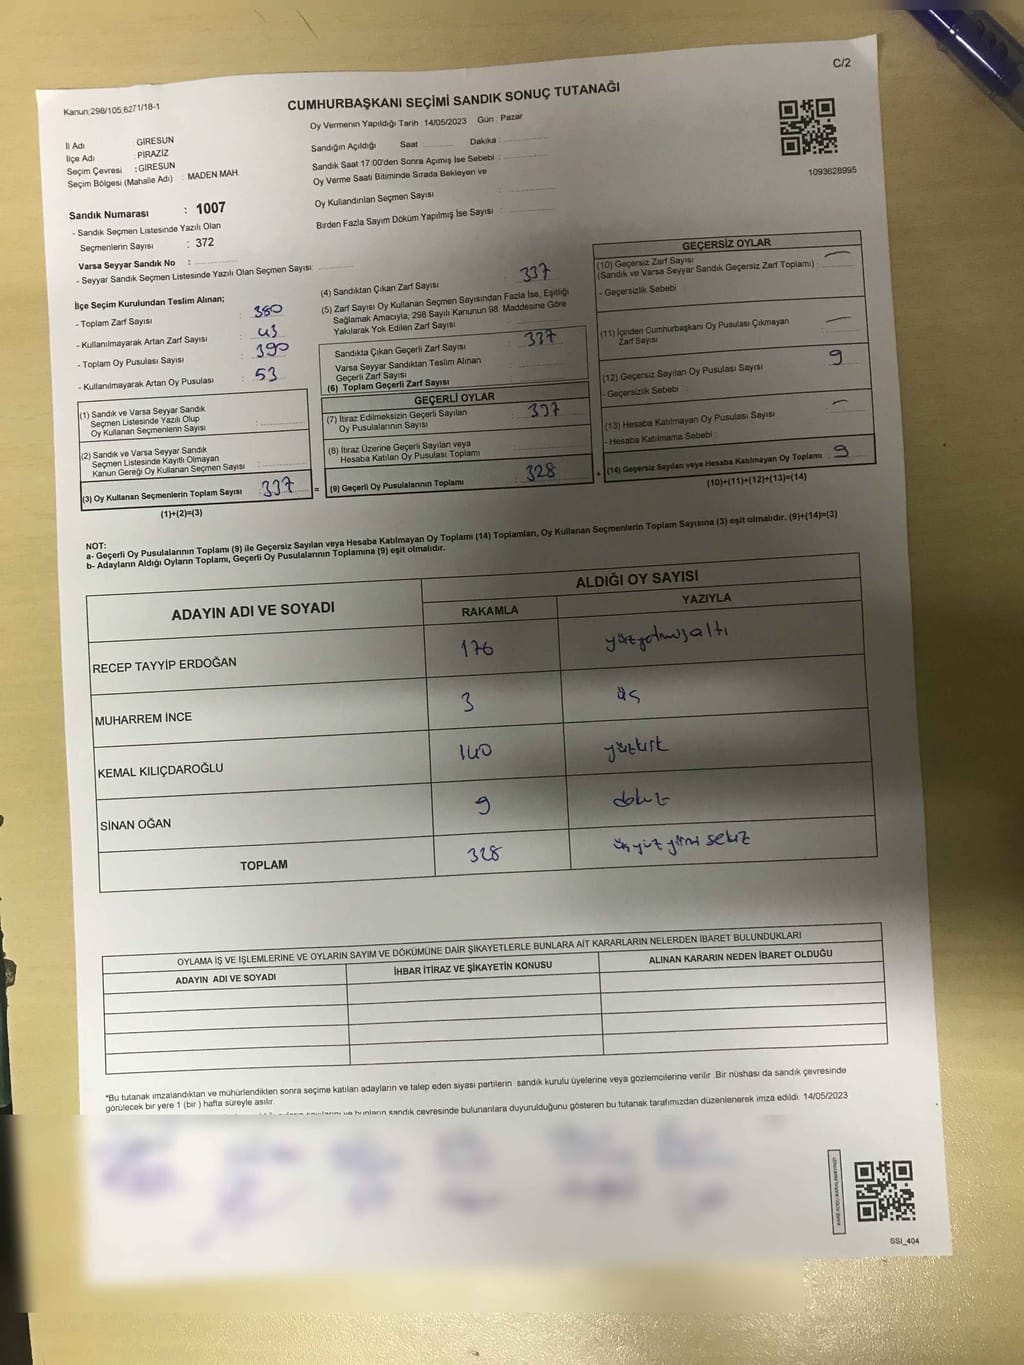 C/2
Kanun;298/105,6271/18-1
CUMHURBAŞKANI SEÇİMİ SANDIK SONUÇ TUTANAĞI
İl Adı GİRESUN
İlçe Adı : PİRAZİZ
Seçim Çevresi : GİRESUN
Seçim Bölgesi (Mahalle Adı) : MADEN MAH.
Sandık Numarası : 1007
- Sandık Seçmen Listesinde Yazılı Olan
Seçmenlerin Sayısı : 372
Varsa Seyyar Sandık No :
- Seyyar Sandık Seçmen Listesinde Yazılı Olan Seçmen Sayısı:
Oy Vermenin Yapıldığı Tarih : 14/05/2023 Gün : Pazar
Sandığın Açıldığı Saat : Dakika :
Sandık Saat 17:00'den Sonra Açımış İse Sebebi :
Oy Verme Saati Bitiminde Sırada Bekleyen ve
Oy Kullandırılan Seçmen Sayısı :
Birden Fazla Sayım Döküm Yapılmış İse Sayısı :
1093628995
İlçe Seçim Kurulundan Teslim Alınan;
- Toplam Zarf Sayısı : 380
- Kullanılmayarak Artan Zarf Sayısı : 43
- Toplam Oy Pusulası Sayısı : 390
- Kullanılmayarak Artan Oy Pusulası : 53
(1) Sandık ve Varsa Seyyar Sandık
Seçmen Listesinde Yazılı Olup
Oy Kullanan Seçmenlerin Sayısı :
(2) Sandık ve Varsa Seyyar Sandık
Seçmen Listesinde Kayıtlı Olmayan
Kanun Gereği Oy Kullanan Seçmen Sayısı :
(3) Oy Kullanan Seçmenlerin Toplam Sayısı : 337
(1)+(2)=(3)
=
(4) Sandıktan Çıkan Zarf Sayısı : 337
(5) Zarf Sayısı Oy Kullanan Seçmen Sayısından Fazla İse, Eşitliği
Sağlamak Amacıyla, 298 Sayılı Kanunun 98. Maddesine Göre
Yakılarak Yok Edilen Zarf Sayısı :
Sandıkta Çıkan Geçerli Zarf Sayısı : 337
Varsa Seyyar Sandıktan Teslim Alınan
Geçerli Zarf Sayısı :
(6) Toplam Geçerli Zarf Sayısı :
GEÇERLİ OYLAR
(7) İtiraz Edilmeksizin Geçerli Sayılan
Oy Pusulalarının Sayısı : 337
(8) İtiraz Üzerine Geçerli Sayılan veya
Hesaba Katılan Oy Pusulası Toplamı :
(9) Geçerli Oy Pusulalarının Toplamı : 328
+
GEÇERSİZ OYLAR
(10) Geçersiz Zarf Sayısı
(Sandık ve Varsa Seyyar Sandık Geçersiz Zarf Toplamı) :
- Geçersizlik Sebebi
(11) İçinden Cumhurbaşkanı Oy Pusulası Çıkmayan
Zarf Sayısı :
(12) Geçersiz Sayılan Oy Pusulası Sayısı : 9
- Geçersizlik Sebebi :
(13) Hesaba Katılmayan Oy Pusulası Sayısı :
- Hesaba Katılmama Sebebi :
(14) Geçersiz Sayılan veya Hesaba Katılmayan Oy Toplamı : 9
(10)+(11)+(12)+(13)=(14)
NOT:
a- Geçerli Oy Pusulalarının Toplamı (9) ile Geçersiz Sayılan veya Hesaba Katılmayan Oy Toplamı (14) Toplamları, Oy Kullanan Seçmenlerin Toplam Sayısına (3) eşit olmalıdır. (9)+(14)=(3)
b- Adayların Aldığı Oyların Toplamı, Geçerli Oy Pusulalarının Toplamına (9) eşit olmalıdır.
ADAYIN ADI VE SOYADI
ALDIĞI OY SAYISI
RAKAMLA YAZIYLA
RECEP TAYYİP ERDOĞAN 176 yüzyetmişaltı
MUHARREM İNCE 3 üç
KEMAL KILIÇDAROĞLU 140 yüzkırk
SİNAN OĞAN 9 dokuz
TOPLAM 328 üçyüz yirmi sekiz
OYLAMA İŞ VE İŞLEMLERİNE VE OYLARIN SAYIM VE DÖKÜMÜNE DAİR ŞİKAYETLERLE BUNLARA AİT KARARLARIN NELERDEN İBARET BULUNDUKLARI
ADAYIN ADI VE SOYADI İHBAR İTİRAZ VE ŞİKAYETİN KONUSU ALINAN KARARIN NEDEN İBARET OLDUĞU
*Bu tutanak imzalandıktan ve mühürlendikten sonra seçime katılan adayların ve talep eden siyasi partilerin sandık kurulu üyelerine veya gözlemcilerine verilir. Bir nüshası da sandık çevresinde
görülecek bir yere 1 (bir ) hafta süreyle asılır.
ve bunların sandık çevresinde bulunanlara duyurulduğunu gösteren bu tutanak tarafımızdan düzenlenerek imza edildi. 14/05/2023
SSI_404